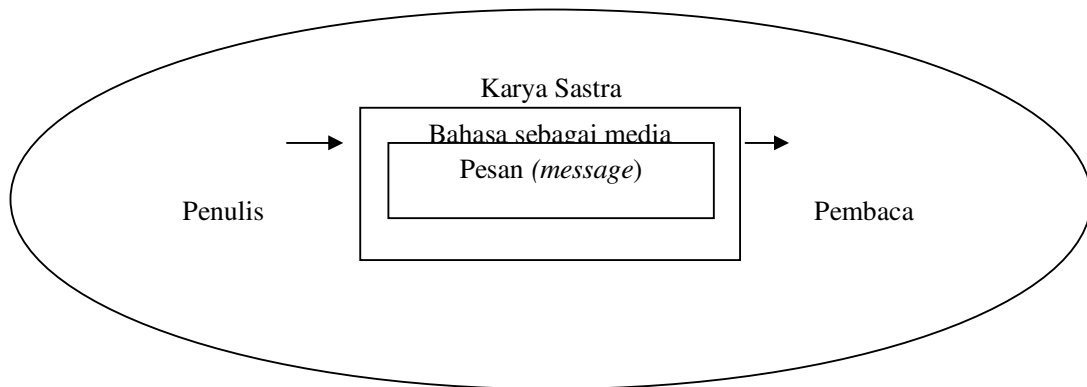 Karya Sastra
Bahasa sebagai media
Pesan (message)
Penulis
Pembaca